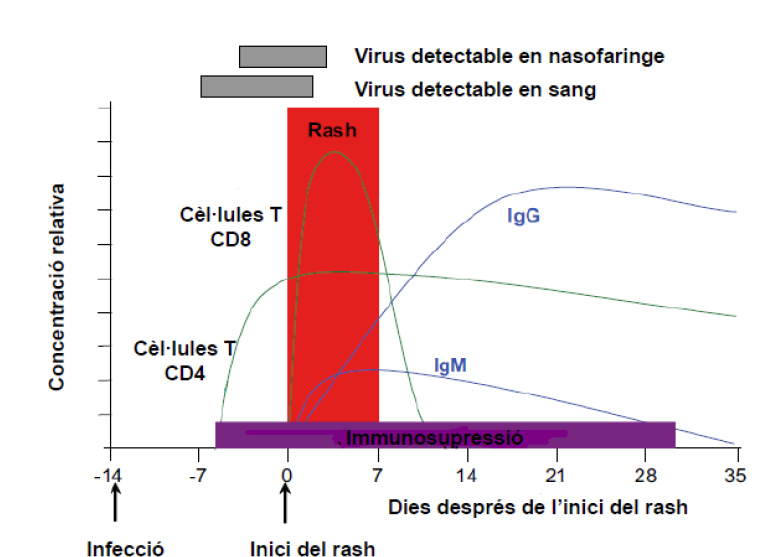 Virus detectable en nasofaringe
Virus detectable en sang
Rash
Cèl·lules T
CD8
IgG
Concentració relativa
Cèl·lules T
CD4
IgM
Immunosupressió
-14 -7 0 7 14 21 28 35
Dies després de l'inici del rash
Infecció
Inici del rash